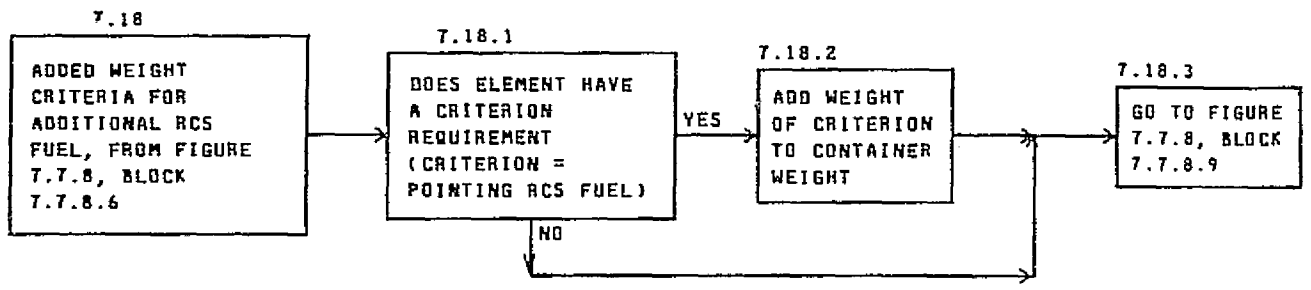 7.18
ADDED WEIGHT
CRITERIA FOR
ADDITIONAL RCS
FUEL, FROM FIGURE
7.7.8, BLOCK
7.7.8.6
7.18.1
DOES ELEMENT HAVE
A CRITERION
REQUIREMENT
(CRITERION =
POINTING RCS FUEL)
YES
NO
7.18.2
ADD WEIGHT
OF CRITERION
TO CONTAINER
WEIGHT
7.18.3
GO TO FIGURE
7.7.8, BLOCK
7.7.8.9